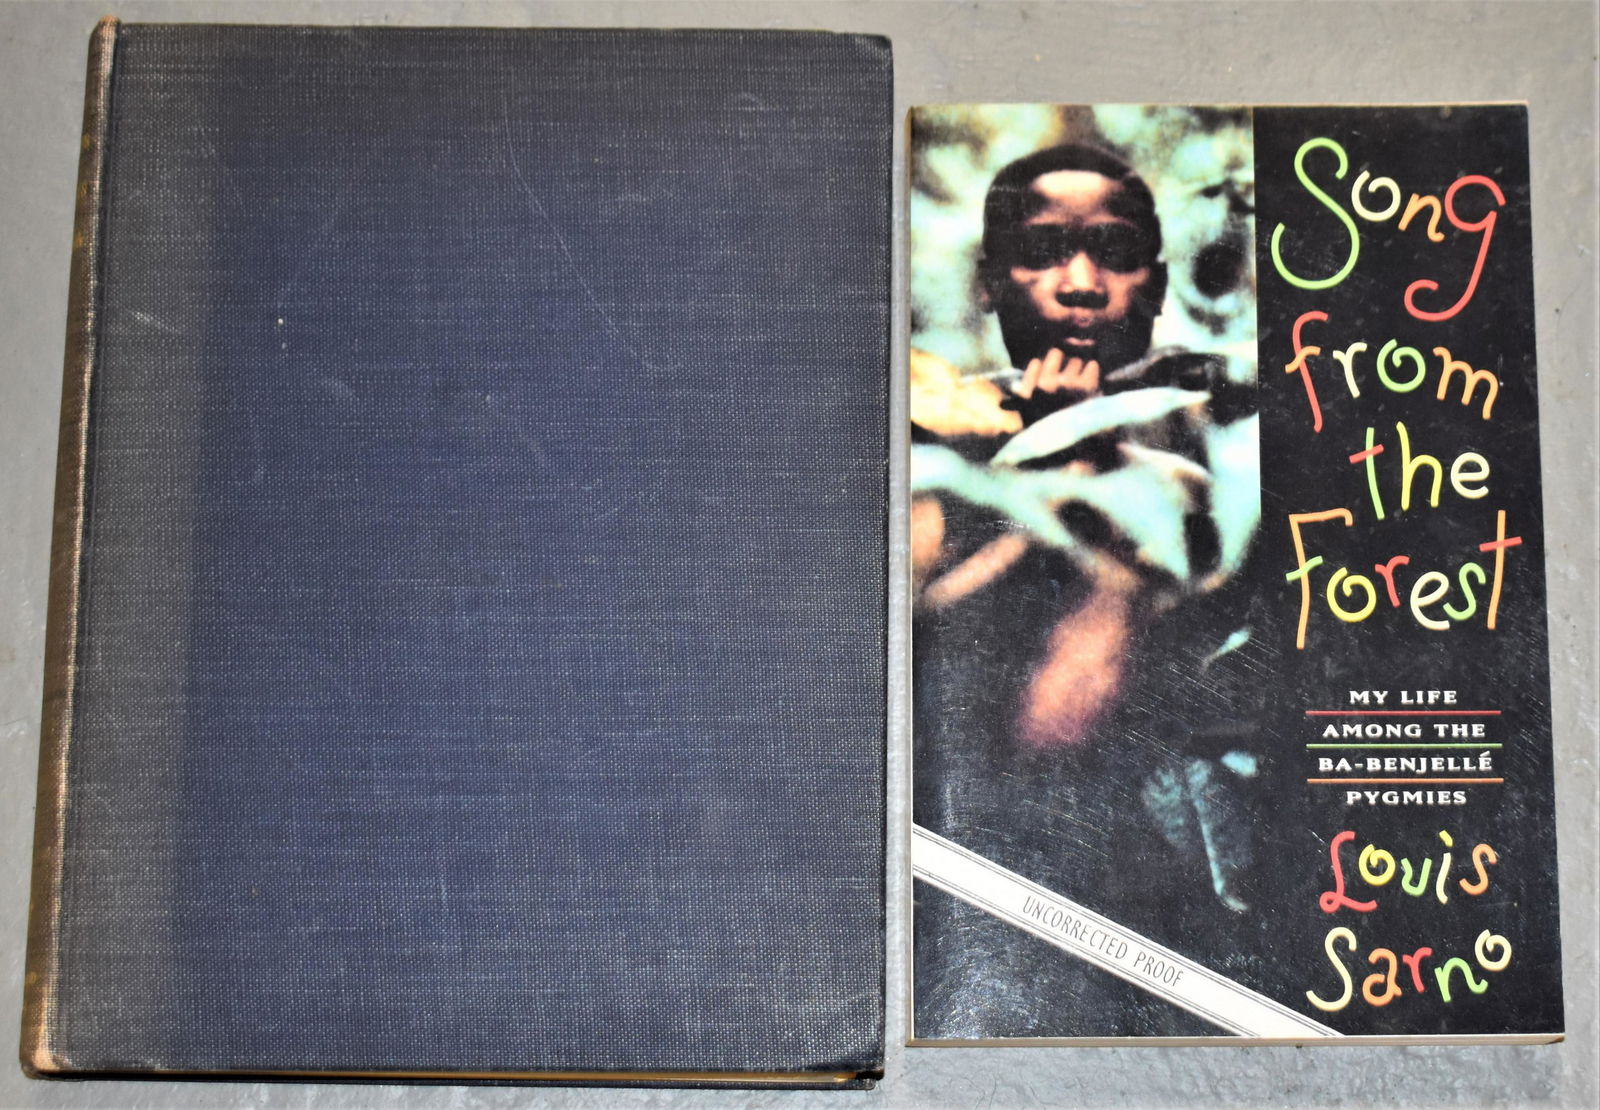 Song
from
the
Forest
MY LIFE
AMONG THE
BA-BENJELLÉ
PYGMIES
Louis
Sarno
UNCORRECTED PROOF